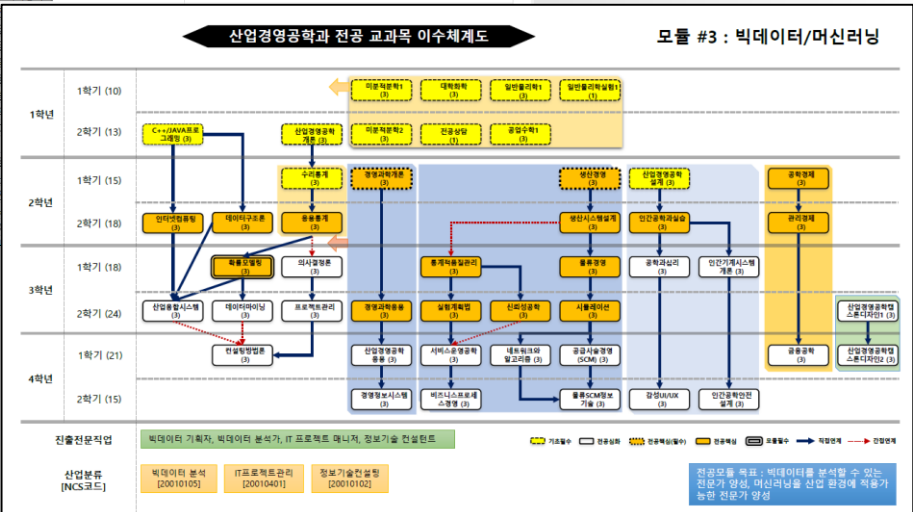 산업경영공학과 전공 교과목 이수체계도
모듈 #3 : 빅데이터/머신러닝
1학년
1학기 (10)
미분적분학1
(3)
대학화학
(3)
일반물리학1
(3)
일반물리학실험1
(1)
2학기 (13)
C++/JAVA프로
그래밍 (3)
산업경영공학
개론 (3)
미분적분학2
(3)
전공상담
(1)
공업수학1
(3)
2학년
1학기 (15)
수리통계
(3)
경영과학개론
(3)
생산경영
(3)
산업경영공학
설계 (3)
공학경제
(3)
2학기 (18)
인터넷컴퓨팅
(3)
데이터구조론
(3)
응용통계
(3)
생산시스템설계
(3)
인간공학과실습
(3)
관리경제
(3)
3학년
1학기 (18)
확률모델링
(3)
의사결정론
(3)
통계적품질관리
(3)
물류경영
(3)
공학과심리
(3)
인간기계시스템
개론 (3)
2학기 (24)
산업융합시스템
(3)
데이터마이닝
(3)
프로젝트관리
(3)
경영과학응용
(3)
실험계획법
(3)
신뢰성공학
(3)
시뮬레이션
(3)
산업경영공학캡
스톤디자인1 (3)
4학년
1학기 (21)
컨설팅방법론
(3)
산업경영공학
응용 (3)
서비스운영공학
(3)
네트워크와
알고리즘 (3)
공급사슬경영
(SCM) (3)
금융공학
(3)
산업경영공학캡
스톤디자인2 (3)
2학기 (15)
경영정보시스템
(3)
비즈니스프로세
스경영 (3)
물류SCM정보
기술 (3)
감성UI/UX
(3)
인간공학안전
설계 (3)
진출전문직업
빅데이터 기획자, 빅데이터 분석가, IT 프로젝트 매니저, 정보기술 컨설턴트
기초필수
전공심화
전공핵심(필수)
전공핵심
모듈필수
직접연계
간접연계
산업분류
[NCS코드]
빅데이터 분석
[20010105]
IT프로젝트관리
[20010401]
정보기술컨설팅
[20010102]
전공모듈 목표 : 빅데이터를 분석할 수 있는
전문가 양성, 머신러닝을 산업 환경에 적용가
능한 전문가 양성